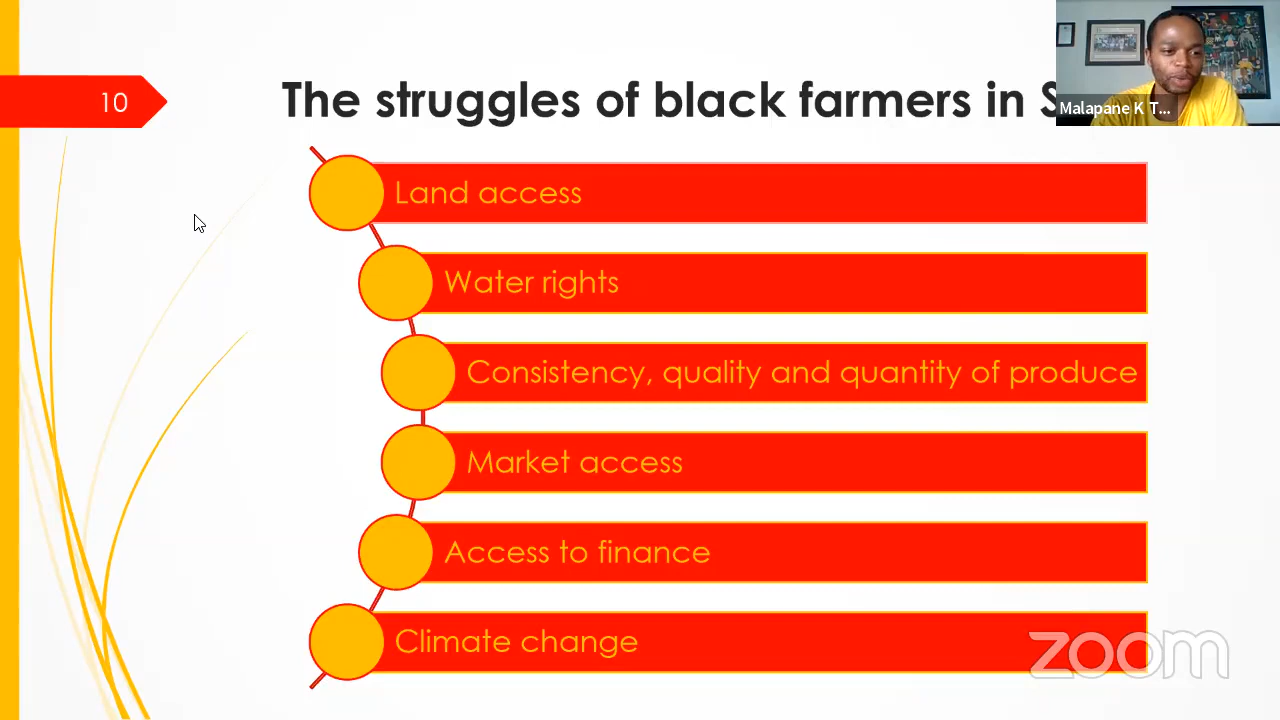 10
The struggles of black farmers in S
Malapane K T...
Land access
Water rights
Consistency, quality and quantity of produce
Market access
Access to finance
Climate change
zoom